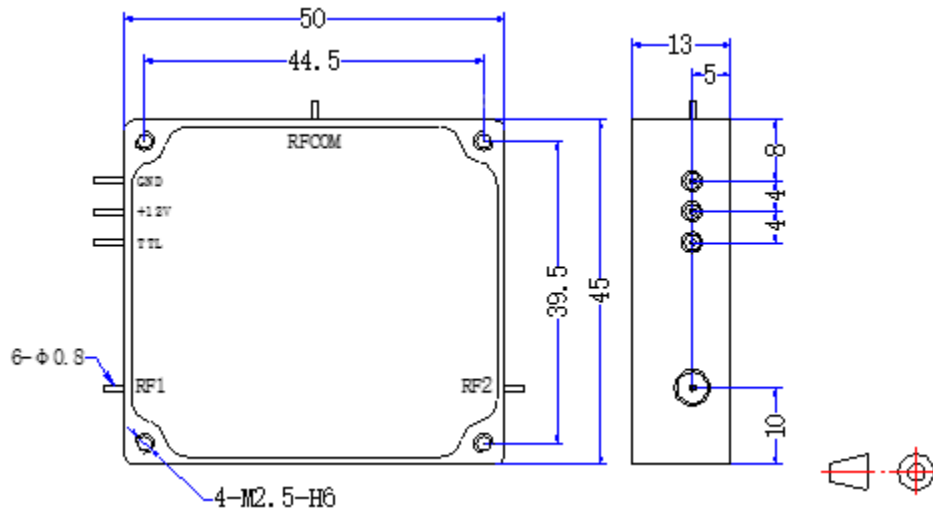 50
13
44.5
5
RFCOM
8
GND
+12V
4
TTL
4
39.5
45
6-Φ0.8
RF1
RF2
10
4-M2.5-H6